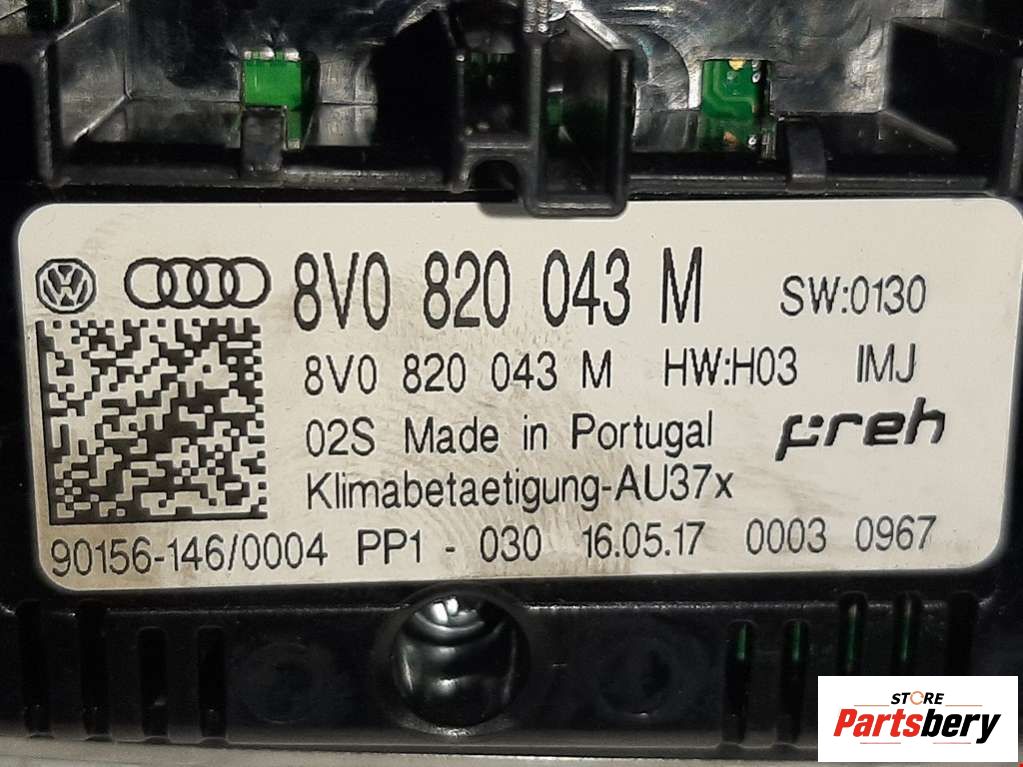 8V0 820 043 M SW:0130
8V0 820 043 M HW:H03 IMJ
02S Made in Portugal preh
Klimabetaetigung-AU37x
90156-146/0004 PP1 - 030 16.05.17 0003 0967
STORE
Partsbery